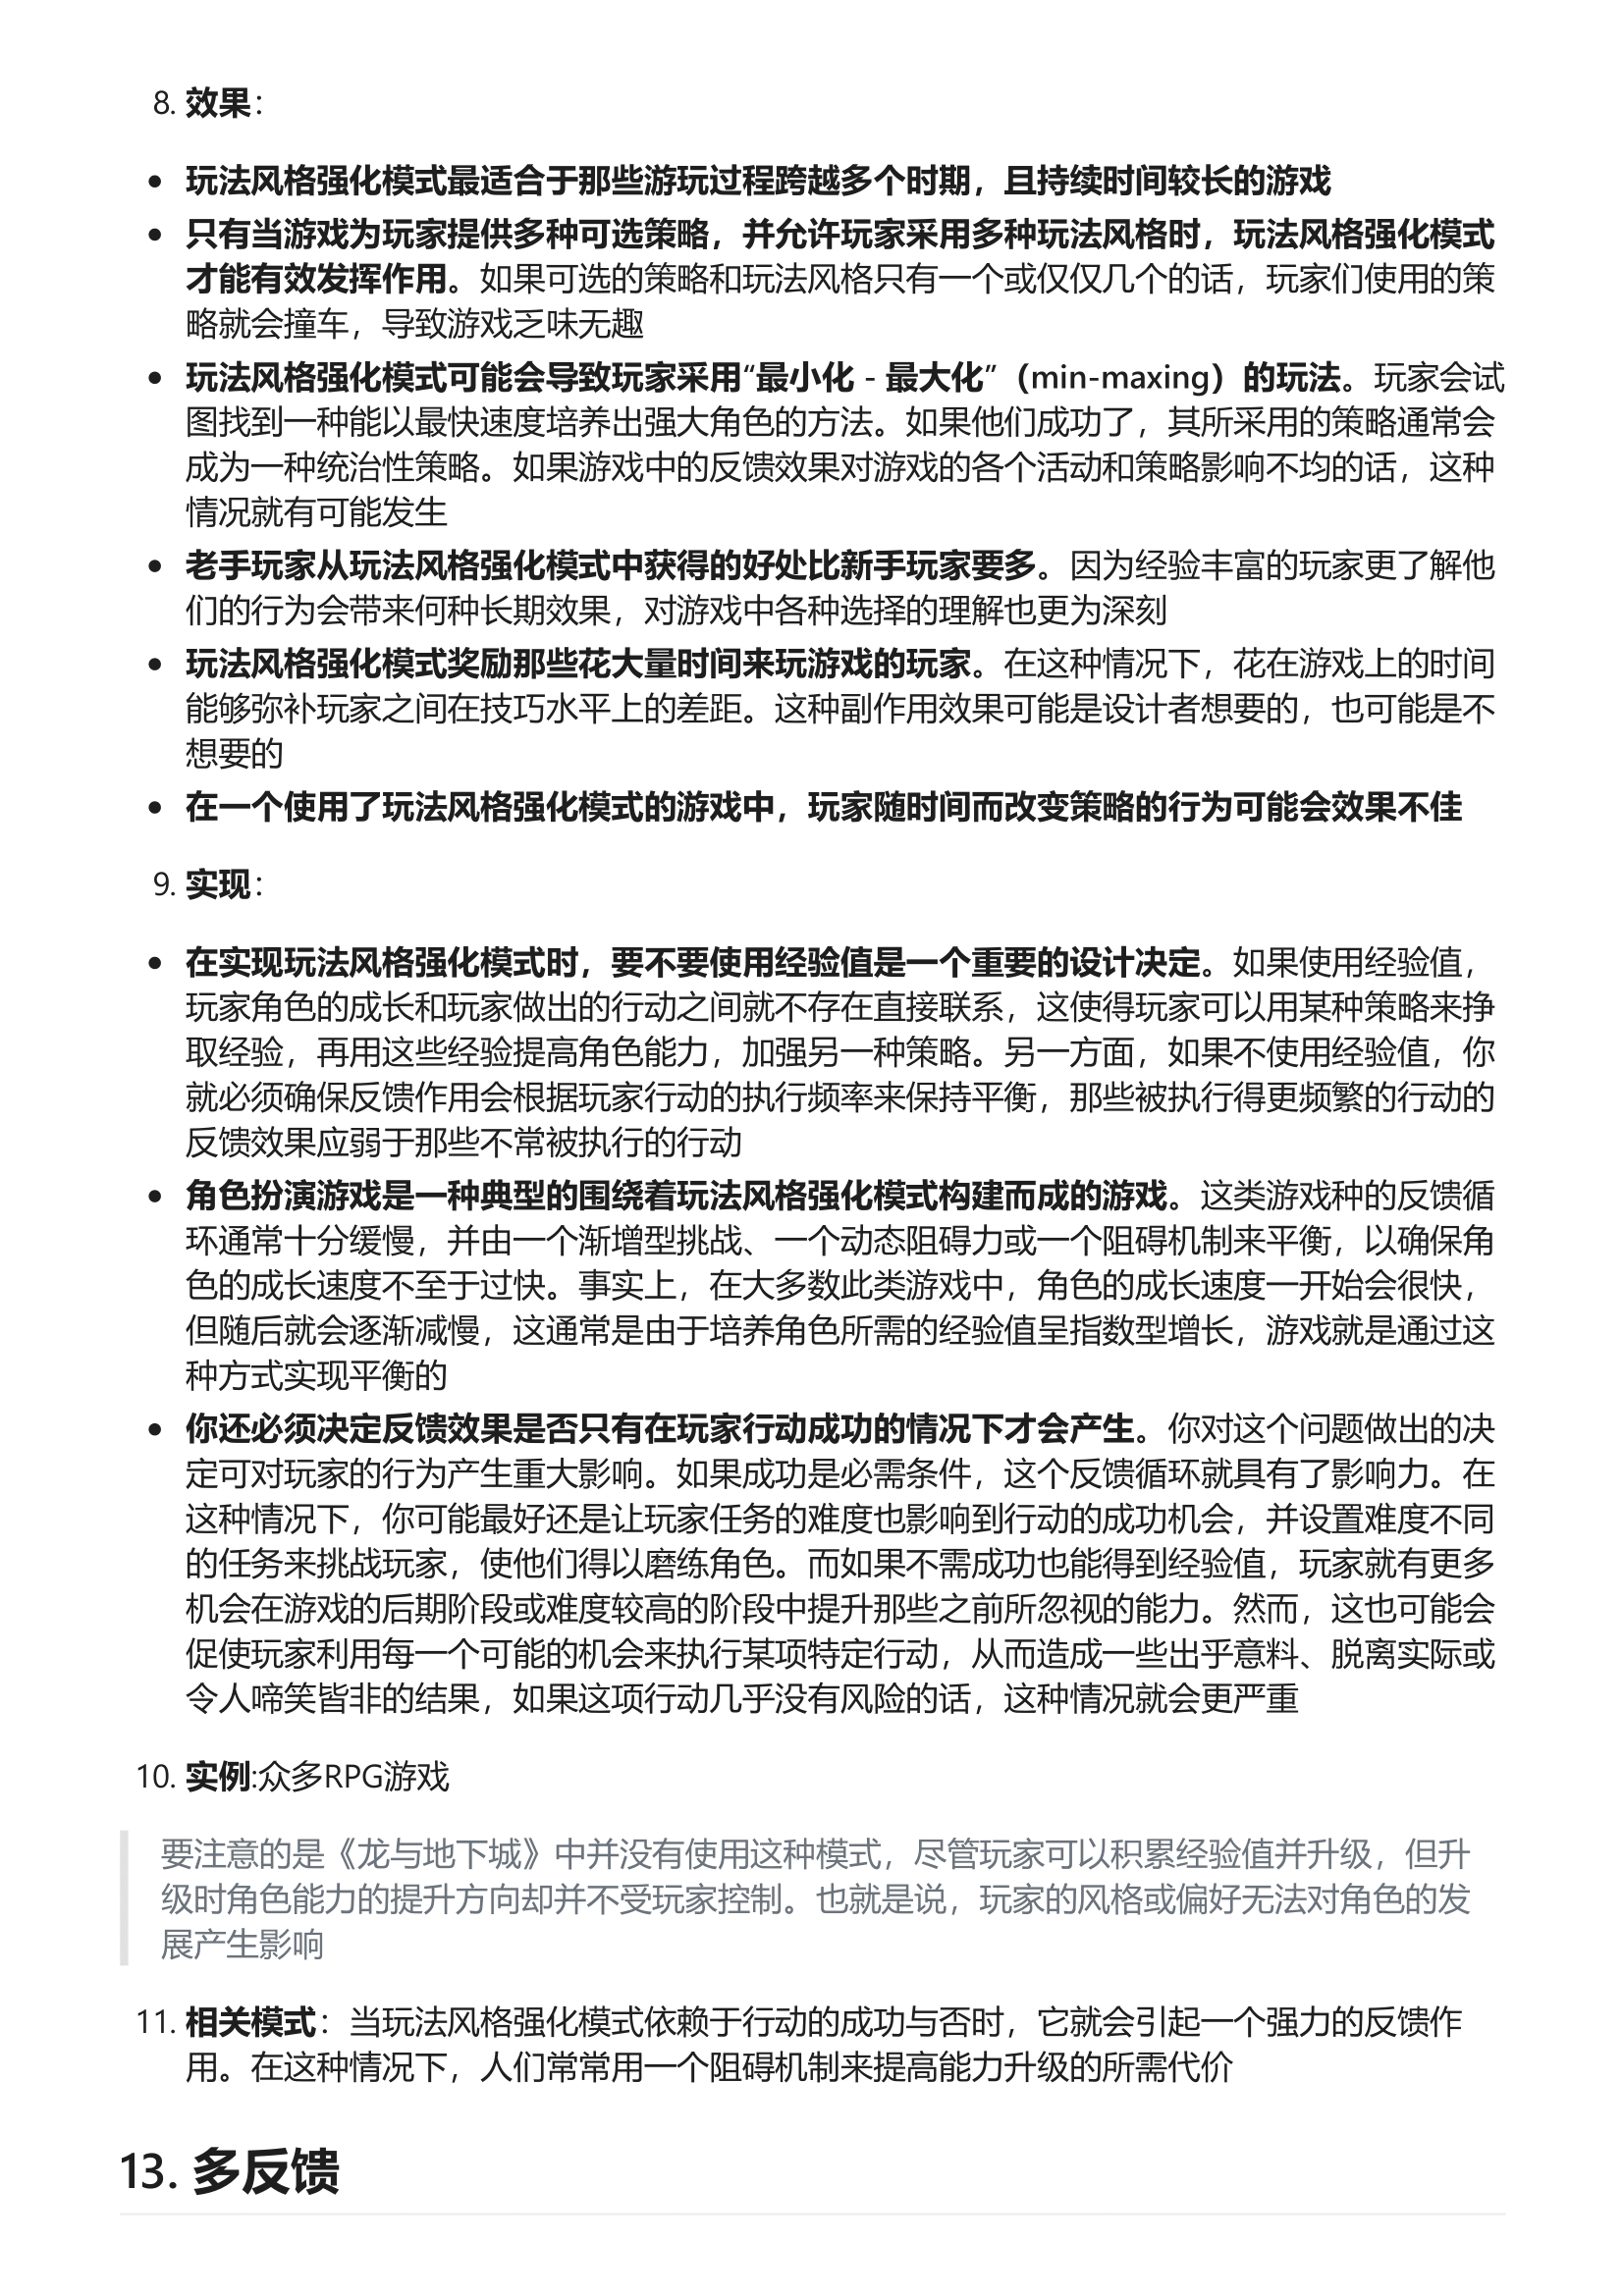 8. 效果：
• 玩法风格强化模式最适合于那些游玩过程跨越多个时期，且持续时间较长的游戏
• 只有当游戏为玩家提供多种可选策略，并允许玩家采用多种玩法风格时，玩法风格强化模式
才能有效发挥作用。如果可选的策略和玩法风格只有一个或仅仅几个的话，玩家们使用的策
略就会撞车，导致游戏乏味无趣
• 玩法风格强化模式可能会导致玩家采用“最小化 - 最大化”（min-maxing）的玩法。玩家会试
图找到一种能以最快速度培养出强大角色的方法。如果他们成功了，其所采用的策略通常会
成为一种统治性策略。如果游戏中的反馈效果对游戏的各个活动和策略影响不均的话，这种
情况就有可能发生
• 老手玩家从玩法风格强化模式中获得的好处比新手玩家要多。因为经验丰富的玩家更了解他
们的行为会带来何种长期效果，对游戏中各种选择的理解也更为深刻
• 玩法风格强化模式奖励那些花大量时间来玩游戏的玩家。在这种情况下，花在游戏上的时间
能够弥补玩家之间在技巧水平上的差距。这种副作用效果可能是设计者想要的，也可能是不
想要的
• 在一个使用了玩法风格强化模式的游戏中，玩家随时间而改变策略的行为可能会效果不佳
9. 实现：
• 在实现玩法风格强化模式时，要不要使用经验值是一个重要的设计决定。如果使用经验值，
玩家角色的成长和玩家做出的行动之间就不存在直接联系，这使得玩家可以用某种策略来挣
取经验，再用这些经验提高角色能力，加强另一种策略。另一方面，如果不使用经验值，你
就必须确保反馈作用会根据玩家行动的执行频率来保持平衡，那些被执行得更频繁的行动的
反馈效果应弱于那些不常被执行的行动
• 角色扮演游戏是一种典型的围绕着玩法风格强化模式构建而成的游戏。这类游戏种的反馈循
环通常十分缓慢，并由一个渐增型挑战、一个动态阻碍力或一个阻碍机制来平衡，以确保角
色的成长速度不至于过快。事实上，在大多数此类游戏中，角色的成长速度一开始会很快，
但随后就会逐渐减慢，这通常是由于培养角色所需的经验值呈指数型增长，游戏就是通过这
种方式实现平衡的
• 你还必须决定反馈效果是否只有在玩家行动成功的情况下才会产生。你对这个问题做出的决
定可对玩家的行为产生重大影响。如果成功是必需条件，这个反馈循环就具有了影响力。在
这种情况下，你可能最好还是让玩家任务的难度也影响到行动的成功机会，并设置难度不同
的任务来挑战玩家，使他们得以磨练角色。而如果不需成功也能得到经验值，玩家就有更多
机会在游戏的后期阶段或难度较高的阶段中提升那些之前所忽视的能力。然而，这也可能会
促使玩家利用每一个可能的机会来执行某项特定行动，从而造成一些出乎意料、脱离实际或
令人啼笑皆非的结果，如果这项行动几乎没有风险的话，这种情况就会更严重
10. 实例:众多RPG游戏
要注意的是《龙与地下城》中并没有使用这种模式，尽管玩家可以积累经验值并升级，但升
级时角色能力的提升方向却并不受玩家控制。也就是说，玩家的风格或偏好无法对角色的发
展产生影响
11. 相关模式：当玩法风格强化模式依赖于行动的成功与否时，它就会引起一个强力的反馈作
用。在这种情况下，人们常常用一个阻碍机制来提高能力升级的所需代价
13. 多反馈